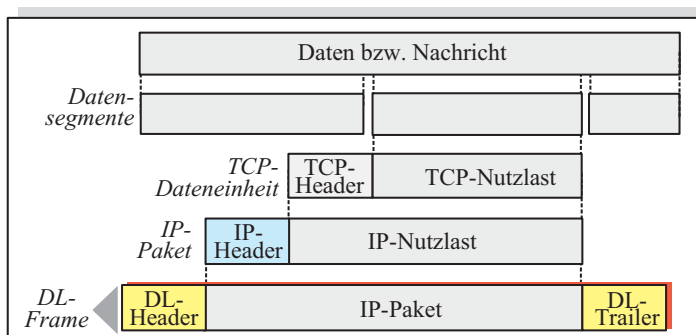 Daten bzw. Nachricht
Daten-
segmente
TCP-
Dateneinheit
TCP-
Header
TCP-Nutzlast
IP-
Paket
IP-
Header
IP-Nutzlast
DL-
Frame
DL-
Header
IP-Paket
DL-
Trailer